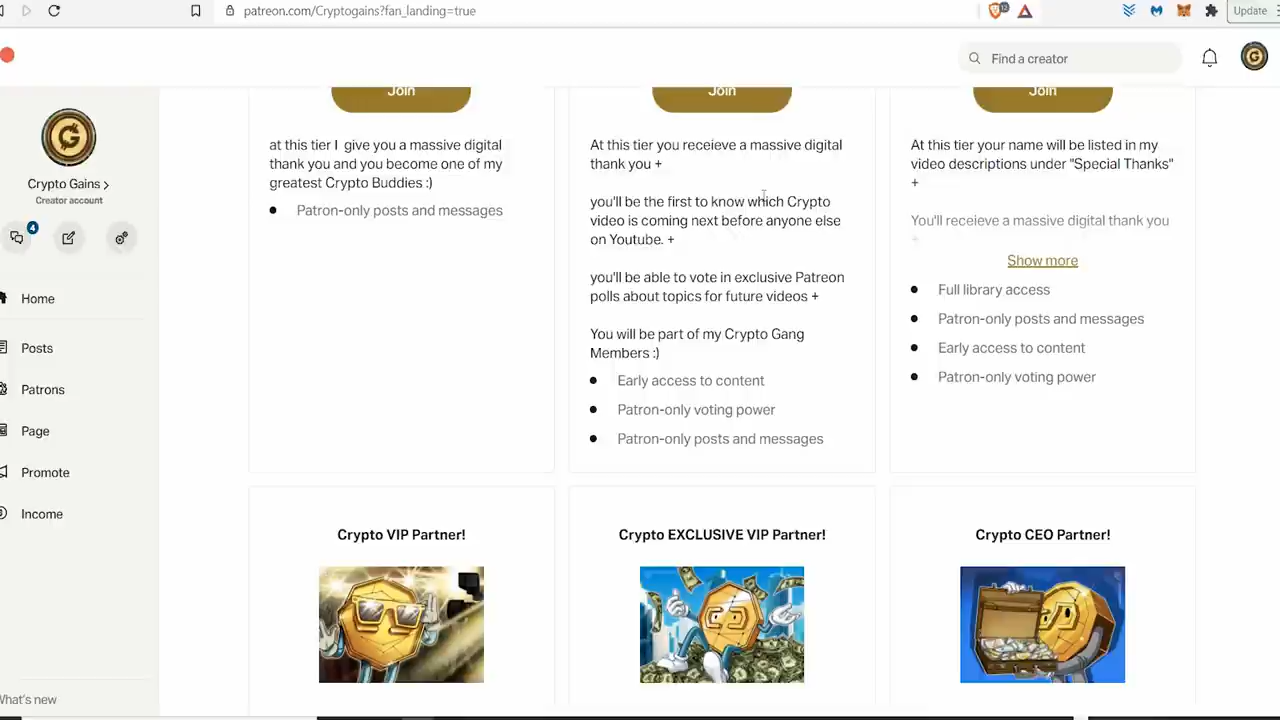 patreon.com/Cryptogains?fan_landing=true
12
Update
Find a creator
G
Crypto Gains
Creator account
4
Home
Posts
Patrons
Page
Promote
Income
What's new
Join
at this tier I give you a massive digital
thank you and you become one of my
greatest Crypto Buddies :)
Patron-only posts and messages
Join
At this tier you receieve a massive digital
thank you +
you'll be the first to know which Crypto
video is coming next before anyone else
on Youtube. +
you'll be able to vote in exclusive Patreon
polls about topics for future videos +
You will be part of my Crypto Gang
Members :)
Early access to content
Patron-only voting power
Patron-only posts and messages
Join
At this tier your name will be listed in my
video descriptions under "Special Thanks"
+
You'll receieve a massive digital thank you
+
Show more
Full library access
Patron-only posts and messages
Early access to content
Patron-only voting power
Crypto VIP Partner!
Crypto EXCLUSIVE VIP Partner!
Crypto CEO Partner!